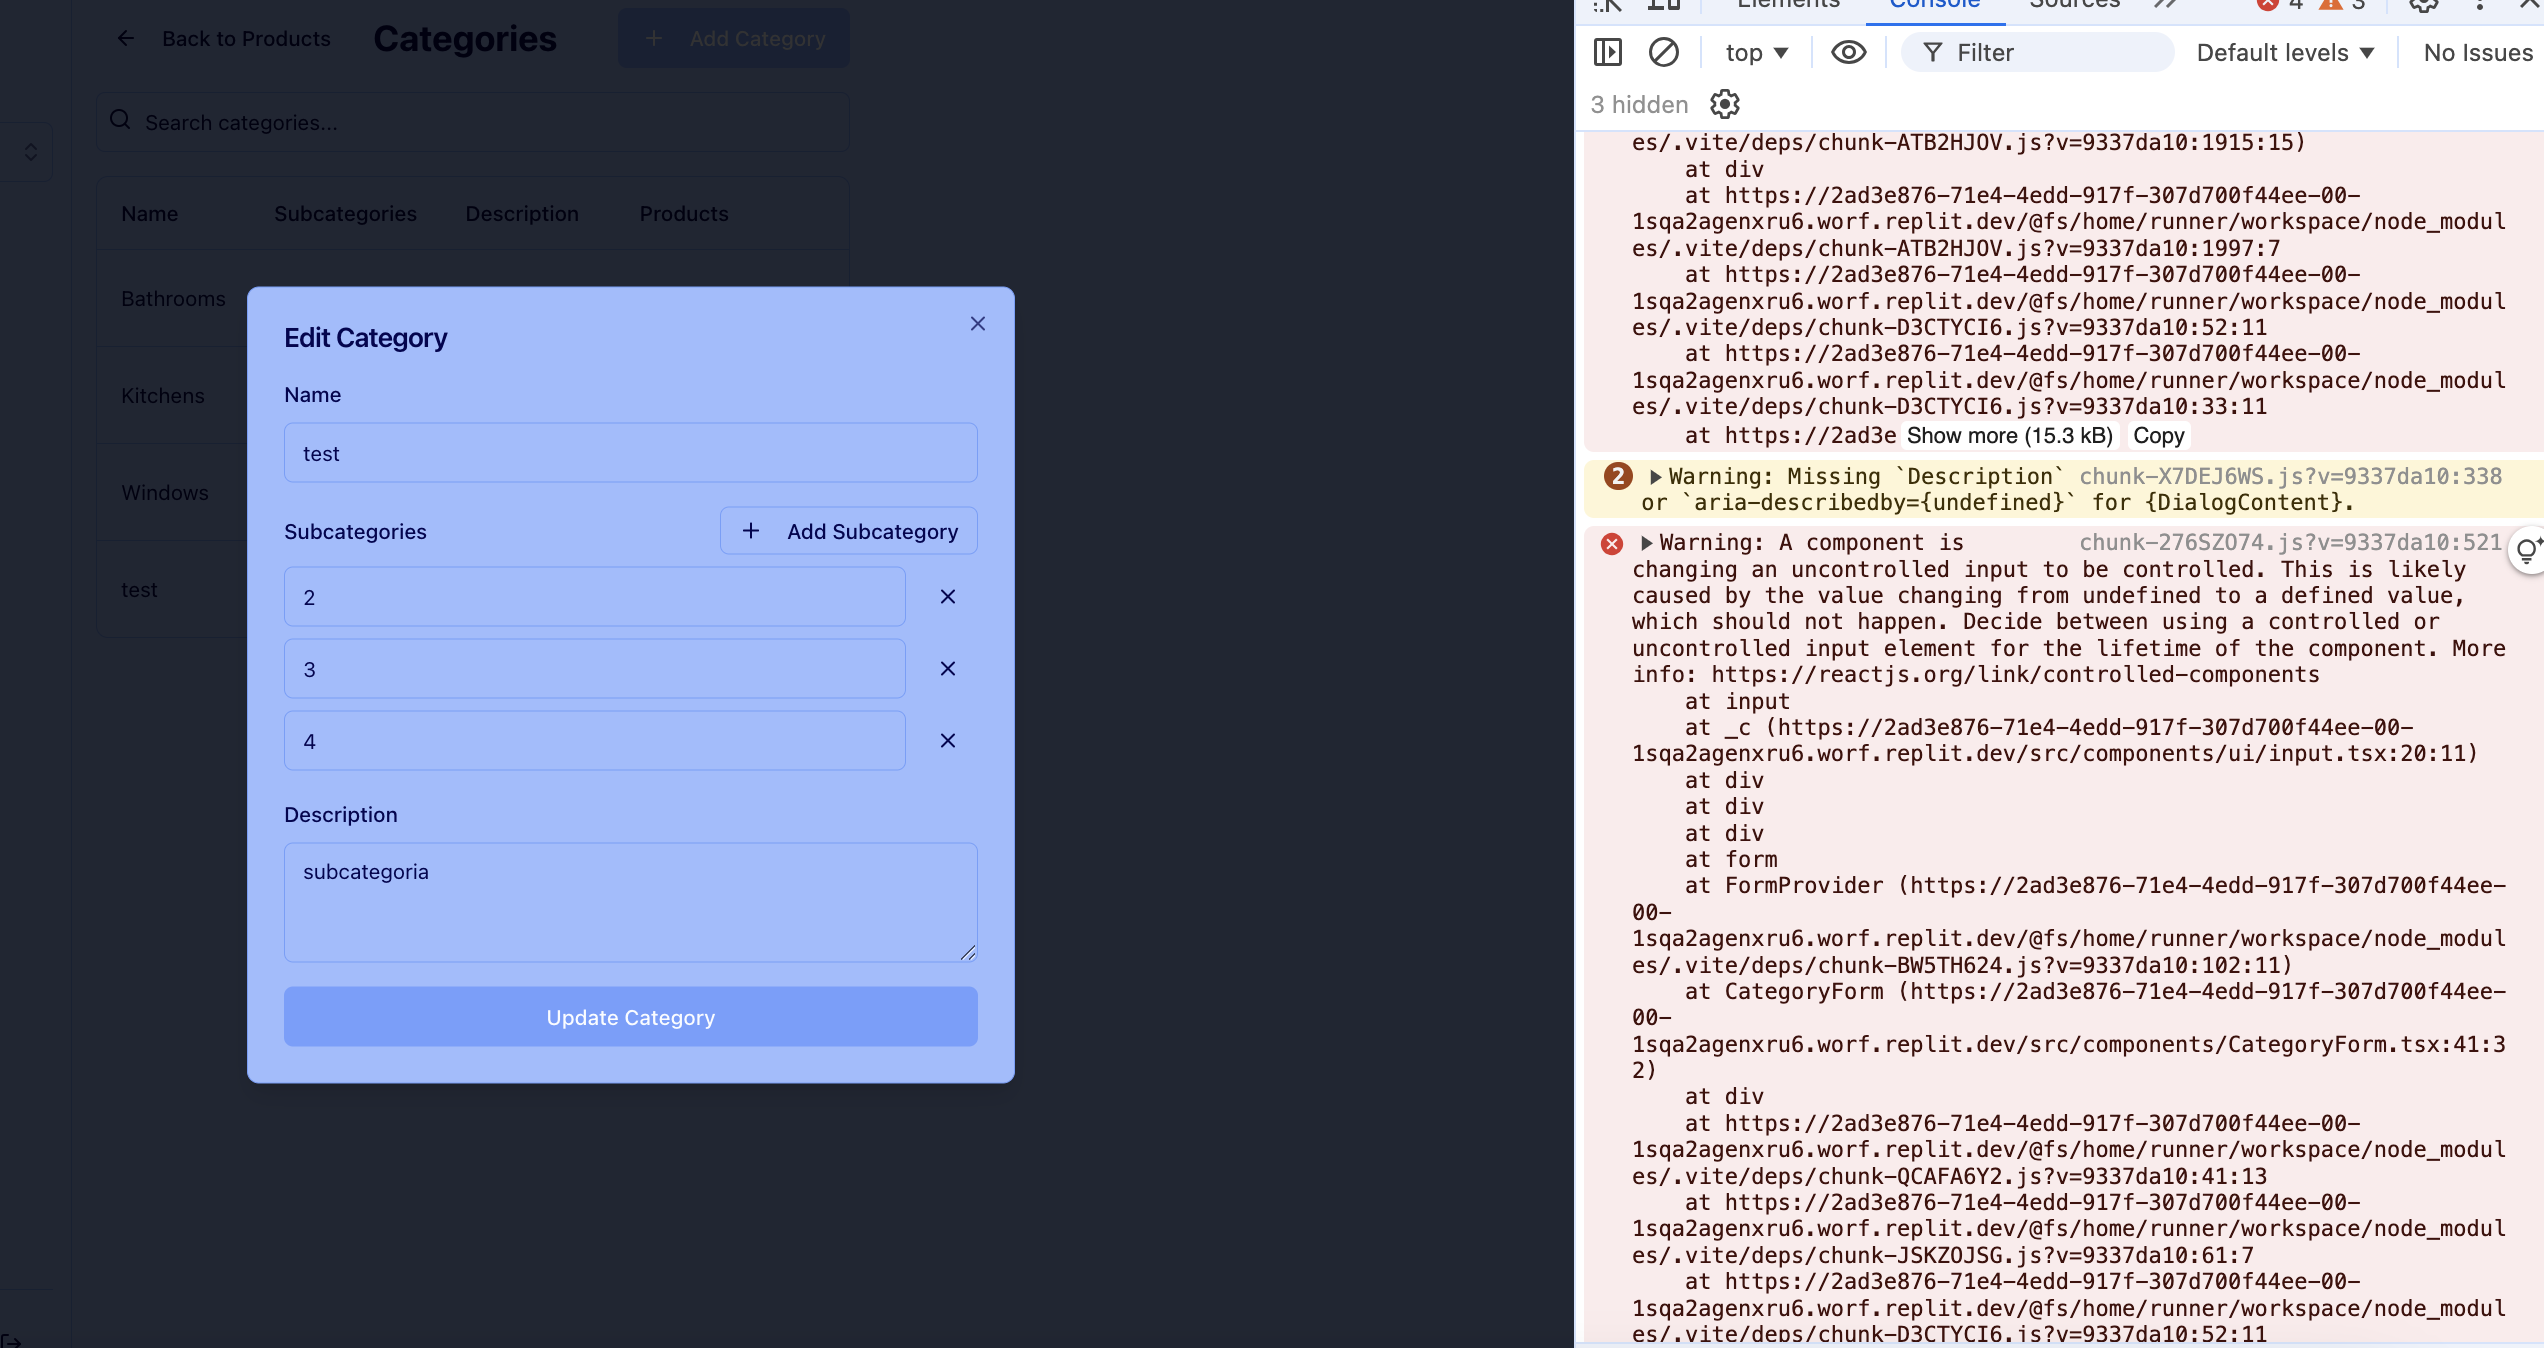 Back to Products
Categories
Add Category
Search categories...
Name Subcategories Description Products
Bathrooms
Kitchens
Windows
test
Edit Category
Name
test
Subcategories
Add Subcategory
2
3
4
Description
subcategoria
Update Category
Elements Console Sources 4 3
top Filter Default levels No Issues
3 hidden
es/.vite/deps/chunk-ATB2HJOV.js?v=9337da10:1915:15)
at div
at https://2ad3e876-71e4-4edd-917f-307d700f44ee-00-
1sqa2agenxru6.worf.replit.dev/@fs/home/runner/workspace/node_modul
es/.vite/deps/chunk-ATB2HJOV.js?v=9337da10:1997:7
at https://2ad3e876-71e4-4edd-917f-307d700f44ee-00-
1sqa2agenxru6.worf.replit.dev/@fs/home/runner/workspace/node_modul
es/.vite/deps/chunk-D3CTYCI6.js?v=9337da10:52:11
at https://2ad3e876-71e4-4edd-917f-307d700f44ee-00-
1sqa2agenxru6.worf.replit.dev/@fs/home/runner/workspace/node_modul
es/.vite/deps/chunk-D3CTYCI6.js?v=9337da10:33:11
at https://2ad3e Show more (15.3 kB) Copy
2 Warning: Missing `Description` chunk-X7DEJ6WS.js?v=9337da10:338
or `aria-describedby={undefined}` for {DialogContent}.
Warning: A component is chunk-276SZO74.js?v=9337da10:521
changing an uncontrolled input to be controlled. This is likely
caused by the value changing from undefined to a defined value,
which should not happen. Decide between using a controlled or
uncontrolled input element for the lifetime of the component. More
info: https://reactjs.org/link/controlled-components
at input
at _c (https://2ad3e876-71e4-4edd-917f-307d700f44ee-00-
1sqa2agenxru6.worf.replit.dev/src/components/ui/input.tsx:20:11)
at div
at div
at div
at form
at FormProvider (https://2ad3e876-71e4-4edd-917f-307d700f44ee-
00-
1sqa2agenxru6.worf.replit.dev/@fs/home/runner/workspace/node_modul
es/.vite/deps/chunk-BW5TH624.js?v=9337da10:102:11)
at CategoryForm (https://2ad3e876-71e4-4edd-917f-307d700f44ee-
00-
1sqa2agenxru6.worf.replit.dev/src/components/CategoryForm.tsx:41:3
2)
at div
at https://2ad3e876-71e4-4edd-917f-307d700f44ee-00-
1sqa2agenxru6.worf.replit.dev/@fs/home/runner/workspace/node_modul
es/.vite/deps/chunk-QCAFA6Y2.js?v=9337da10:41:13
at https://2ad3e876-71e4-4edd-917f-307d700f44ee-00-
1sqa2agenxru6.worf.replit.dev/@fs/home/runner/workspace/node_modul
es/.vite/deps/chunk-JSKZOJSG.js?v=9337da10:61:7
at https://2ad3e876-71e4-4edd-917f-307d700f44ee-00-
1sqa2agenxru6.worf.replit.dev/@fs/home/runner/workspace/node_modul
es/.vite/deps/chunk-D3CTYCI6.js?v=9337da10:52:11